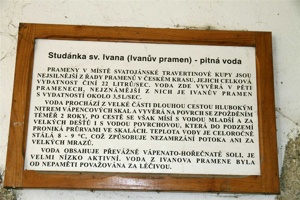 Studánka sv. Ivana (Ivanův pramen) - pitná voda
PRAMENY V MÍSTĚ SVATOJÁNSKÉ TRAVERTINOVÉ KUPY JSOU
NEJSILNĚJŠÍ Z ŘADY PRAMENŮ V ČESKÉM KRASU, JEJICH CELKOVÁ
VYDATNOST ČINÍ 22 LITRŮ/SEC. VODA ZDE VYVĚRÁ V PĚTI
PRAMENECH, NEJZNÁMĚJŠÍ Z NICH JE IVANŮV PRAMEN
S VYDATNOSTÍ OKOLO 3,5L/SEC.
VODA PROCHÁZÍ Z VELKÉ ČÁSTI DLOUHOU CESTOU HLUBOKÝM
NITREM VÁPENCOVÝCH SKAL A VYVĚRÁ NA POVRCH SE ZPOŽDĚNÍM
TÉMĚŘ 2 ROKY, PO CESTĚ SE VŠAK MÍSÍ S VODOU MLADŠÍ A ZA
VELKÝCH DEŠŤŮ I S VODOU POVRCHOVOU, KTERÁ DO PODZEMÍ
PRONIKÁ PRŮRVAMI VE SKALÁCH. TEPLOTA VODY JE CELOROČNĚ
STÁLÁ 8 - 9 °C, COŽ ZPŮSOBUJE NEZAMRZÁNÍ POTOKA ANI ZA
VELKÝCH MRAZŮ.
VODA OBSAHUJE PŘEVÁŽNĚ VÁPENATO-HOŘEČNATÉ SOLI, JE
VELMI NÍZKO AKTIVNÍ. VODA Z IVANOVA PRAMENE BYLA
OD NEPAMĚTI POVAŽOVÁNA ZA LÉČIVOU.